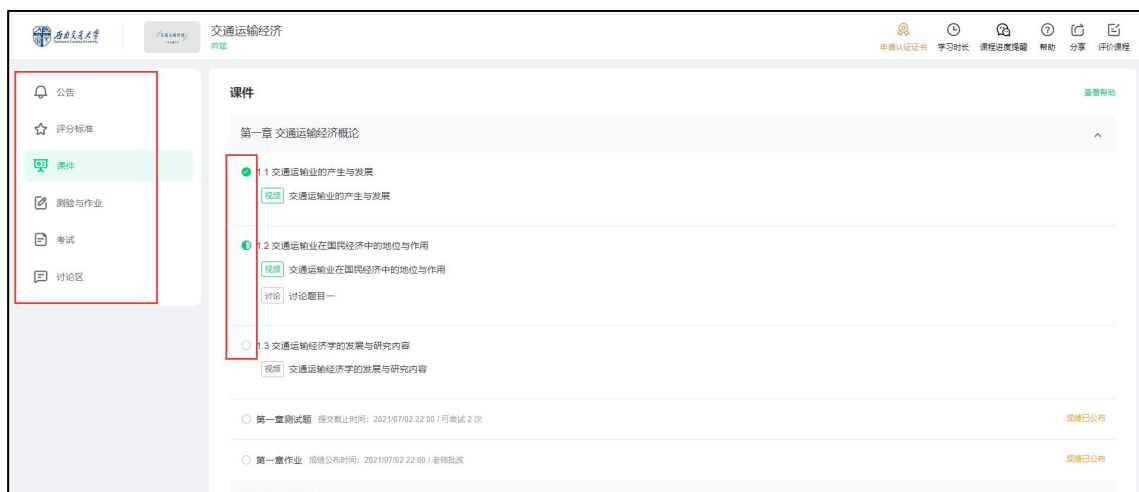 西南交通大学
交通运输经济
帅斌
申请认证证书
学习时长
课程进度提醒
帮助
分享
评价课程
公告
评分标准
课件
测验与作业
考试
讨论区
课件
查看帮助
第一章 交通运输经济概论
1.1 交通运输业的产生与发展
视频 交通运输业的产生与发展
1.2 交通运输业在国民经济中的地位与作用
视频 交通运输业在国民经济中的地位与作用
讨论 讨论题目一
1.3 交通运输经济学的发展与研究内容
视频 交通运输经济学的发展与研究内容
第一章测试题 提交截止时间：2021/07/02 22:00 / 可尝试 2 次
成绩已公布
第一章作业 成绩公布时间：2021/07/02 22:00 / 老师批改
成绩已公布